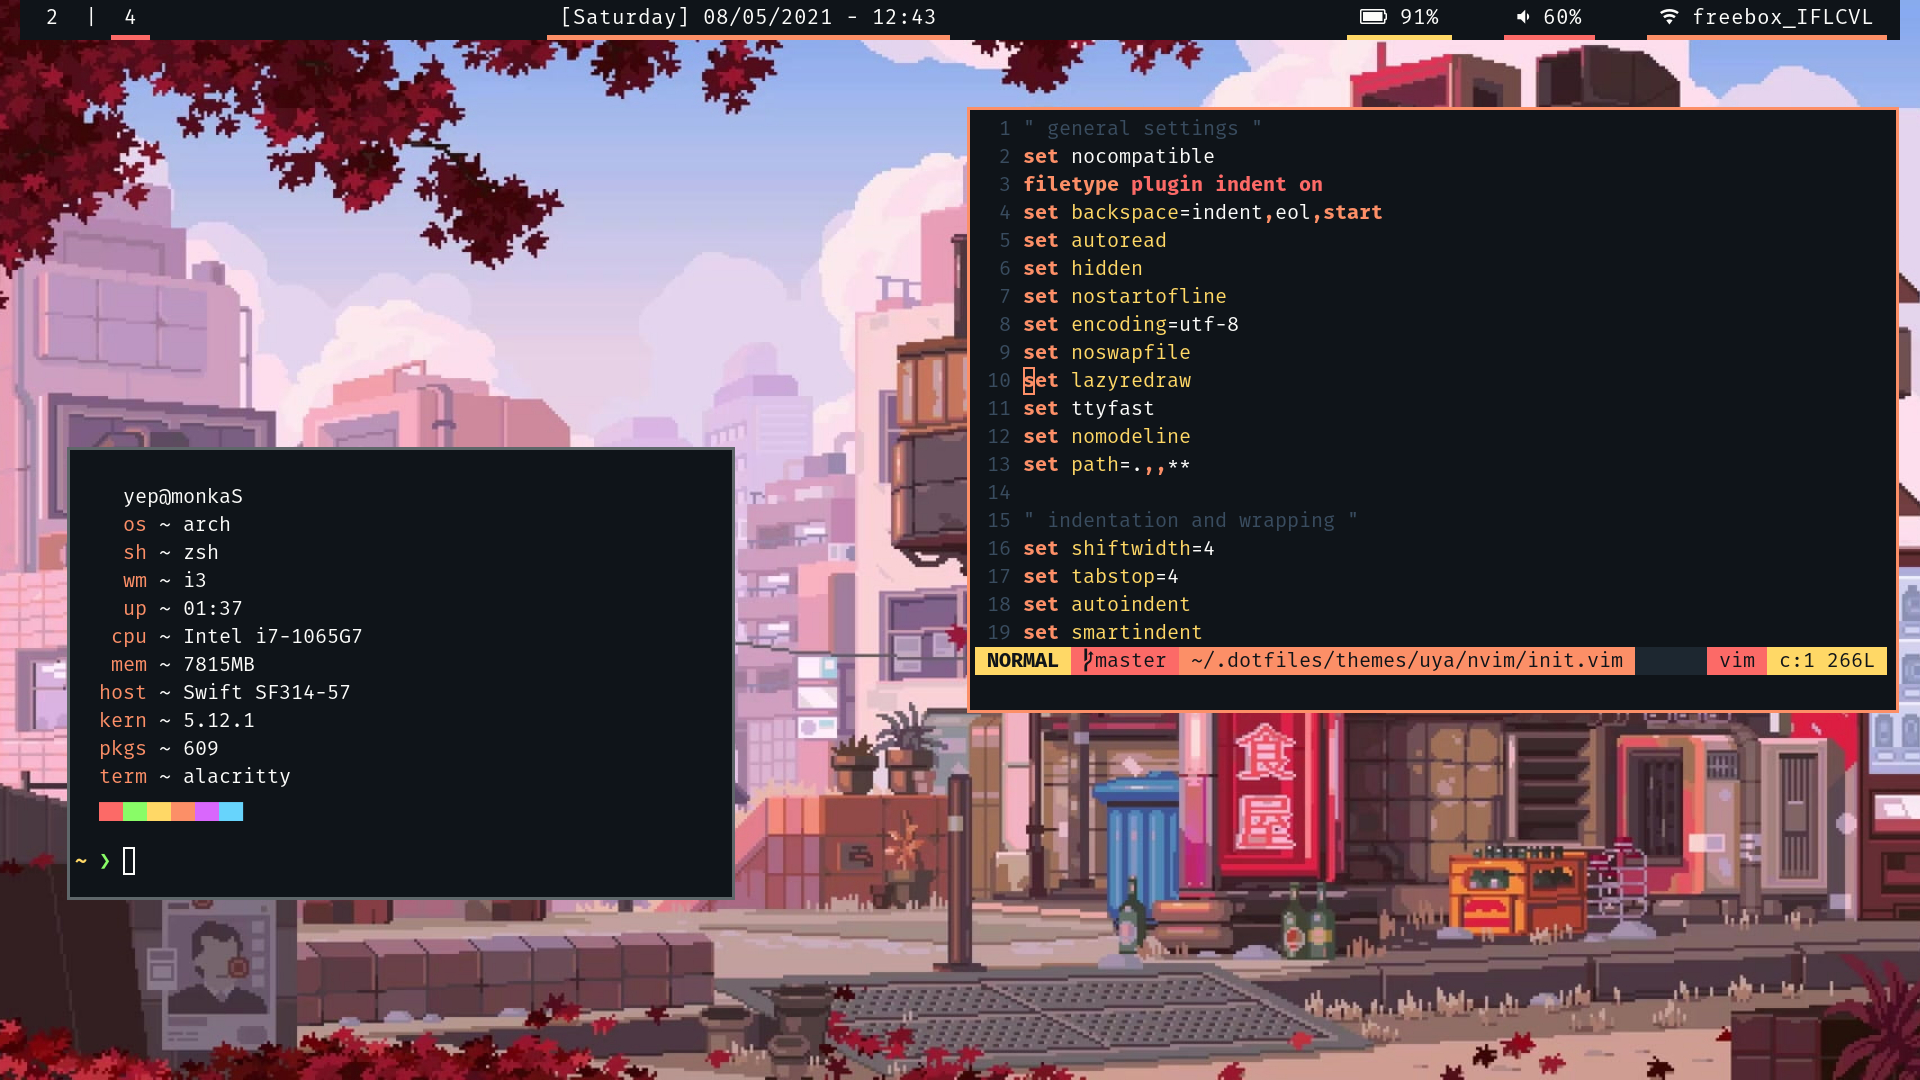 2 | 4
[Saturday] 08/05/2021 - 12:43
91%
60%
freebox_IFLCVL
1 " general settings "
2 set nocompatible
3 filetype plugin indent on
4 set backspace=indent,eol,start
5 set autoread
6 set hidden
7 set nostartofline
8 set encoding=utf-8
9 set noswapfile
10 set lazyredraw
11 set ttyfast
12 set nomodeline
13 set path=.,,**
14
15 " indentation and wrapping "
16 set shiftwidth=4
17 set tabstop=4
18 set autoindent
19 set smartindent
NORMAL master ~/.dotfiles/themes/uya/nvim/init.vim vim c:1 266L
yep@monkaS
os ~ arch
sh ~ zsh
wm ~ i3
up ~ 01:37
cpu ~ Intel i7-1065G7
mem ~ 7815MB
host ~ Swift SF314-57
kern ~ 5.12.1
pkgs ~ 609
term ~ alacritty
~ ❯
食
屋